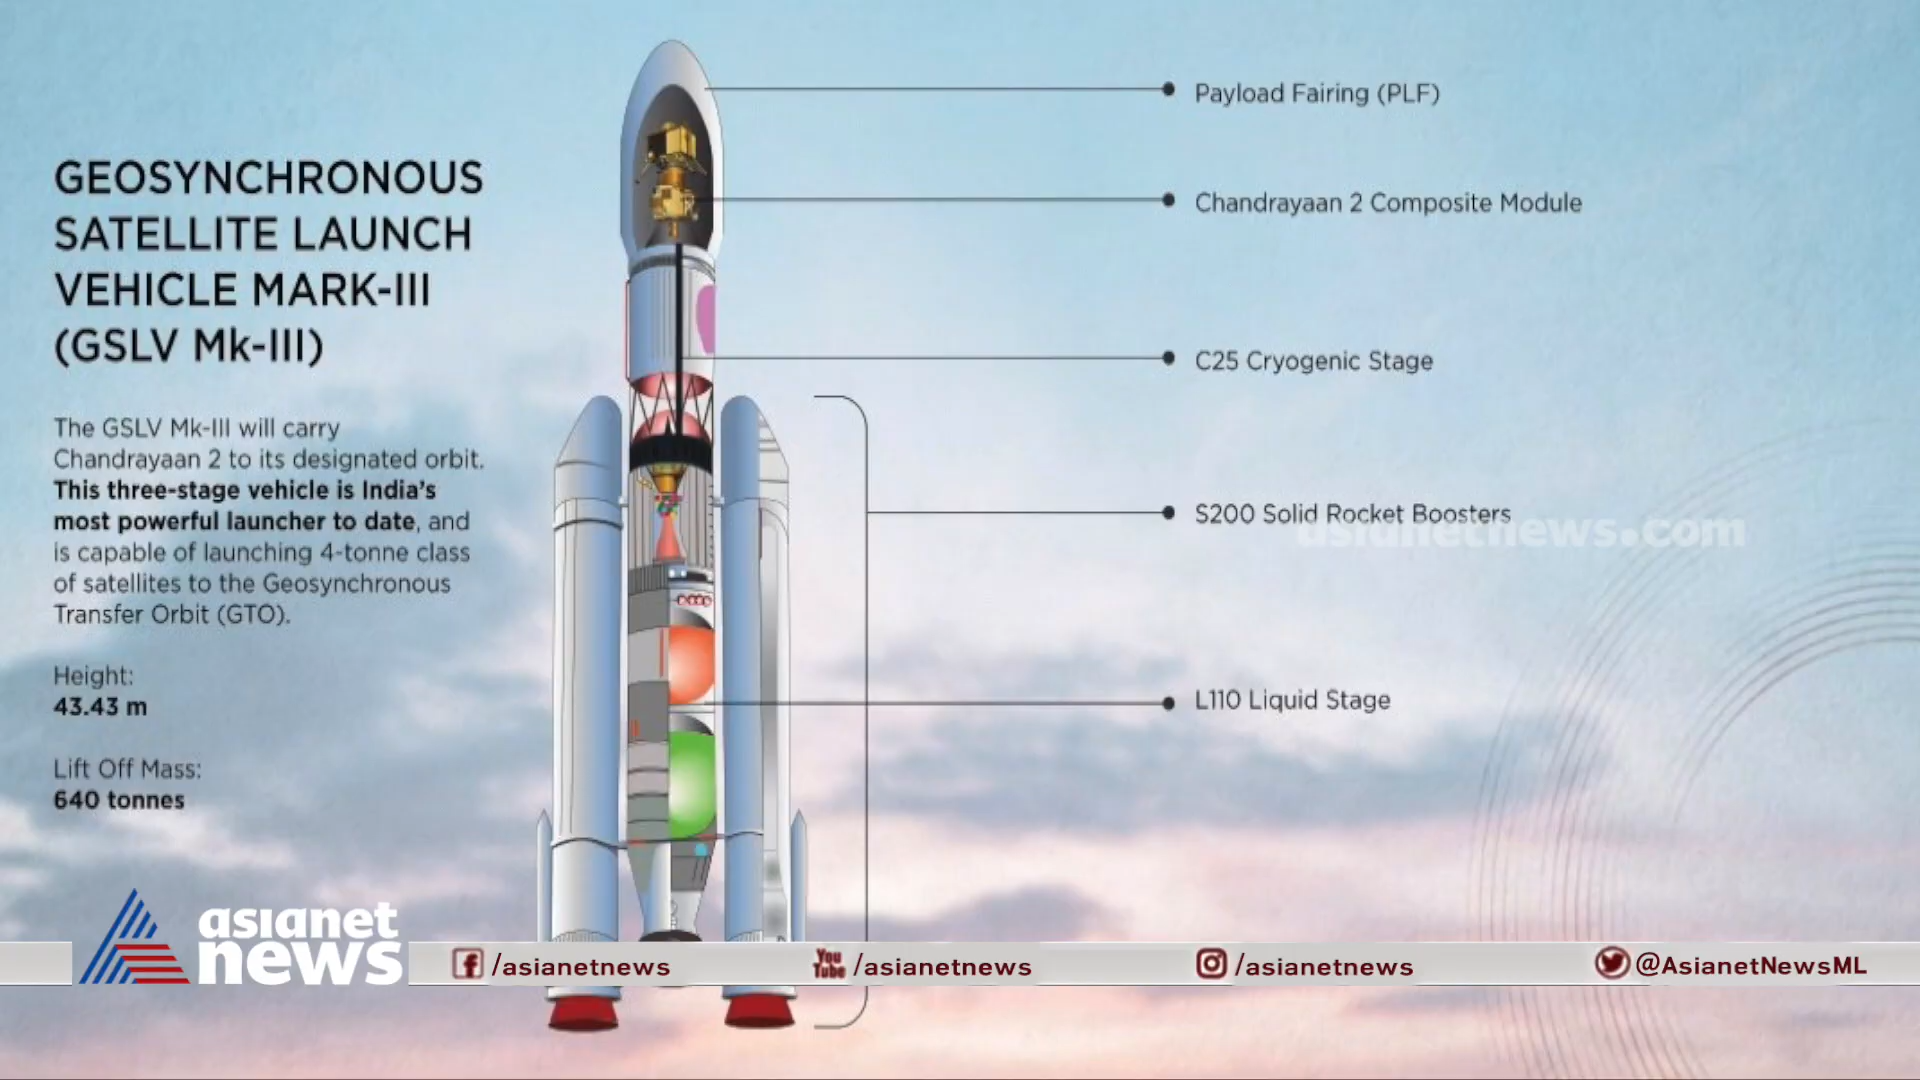 GEOSYNCHRONOUS
SATELLITE LAUNCH
VEHICLE MARK-III
(GSLV Mk-III)
The GSLV Mk-III will carry
Chandrayaan 2 to its designated orbit.
This three-stage vehicle is India's
most powerful launcher to date, and
is capable of launching 4-tonne class
of satellites to the Geosynchronous
Transfer Orbit (GTO).
Height:
43.43 m
Lift Off Mass:
640 tonnes
Payload Fairing (PLF)
Chandrayaan 2 Composite Module
C25 Cryogenic Stage
S200 Solid Rocket Boosters
asianetnews.com
L110 Liquid Stage
asianet
news
/asianetnews
You
Tube /asianetnews
/asianetnews
@AsianetNewsML